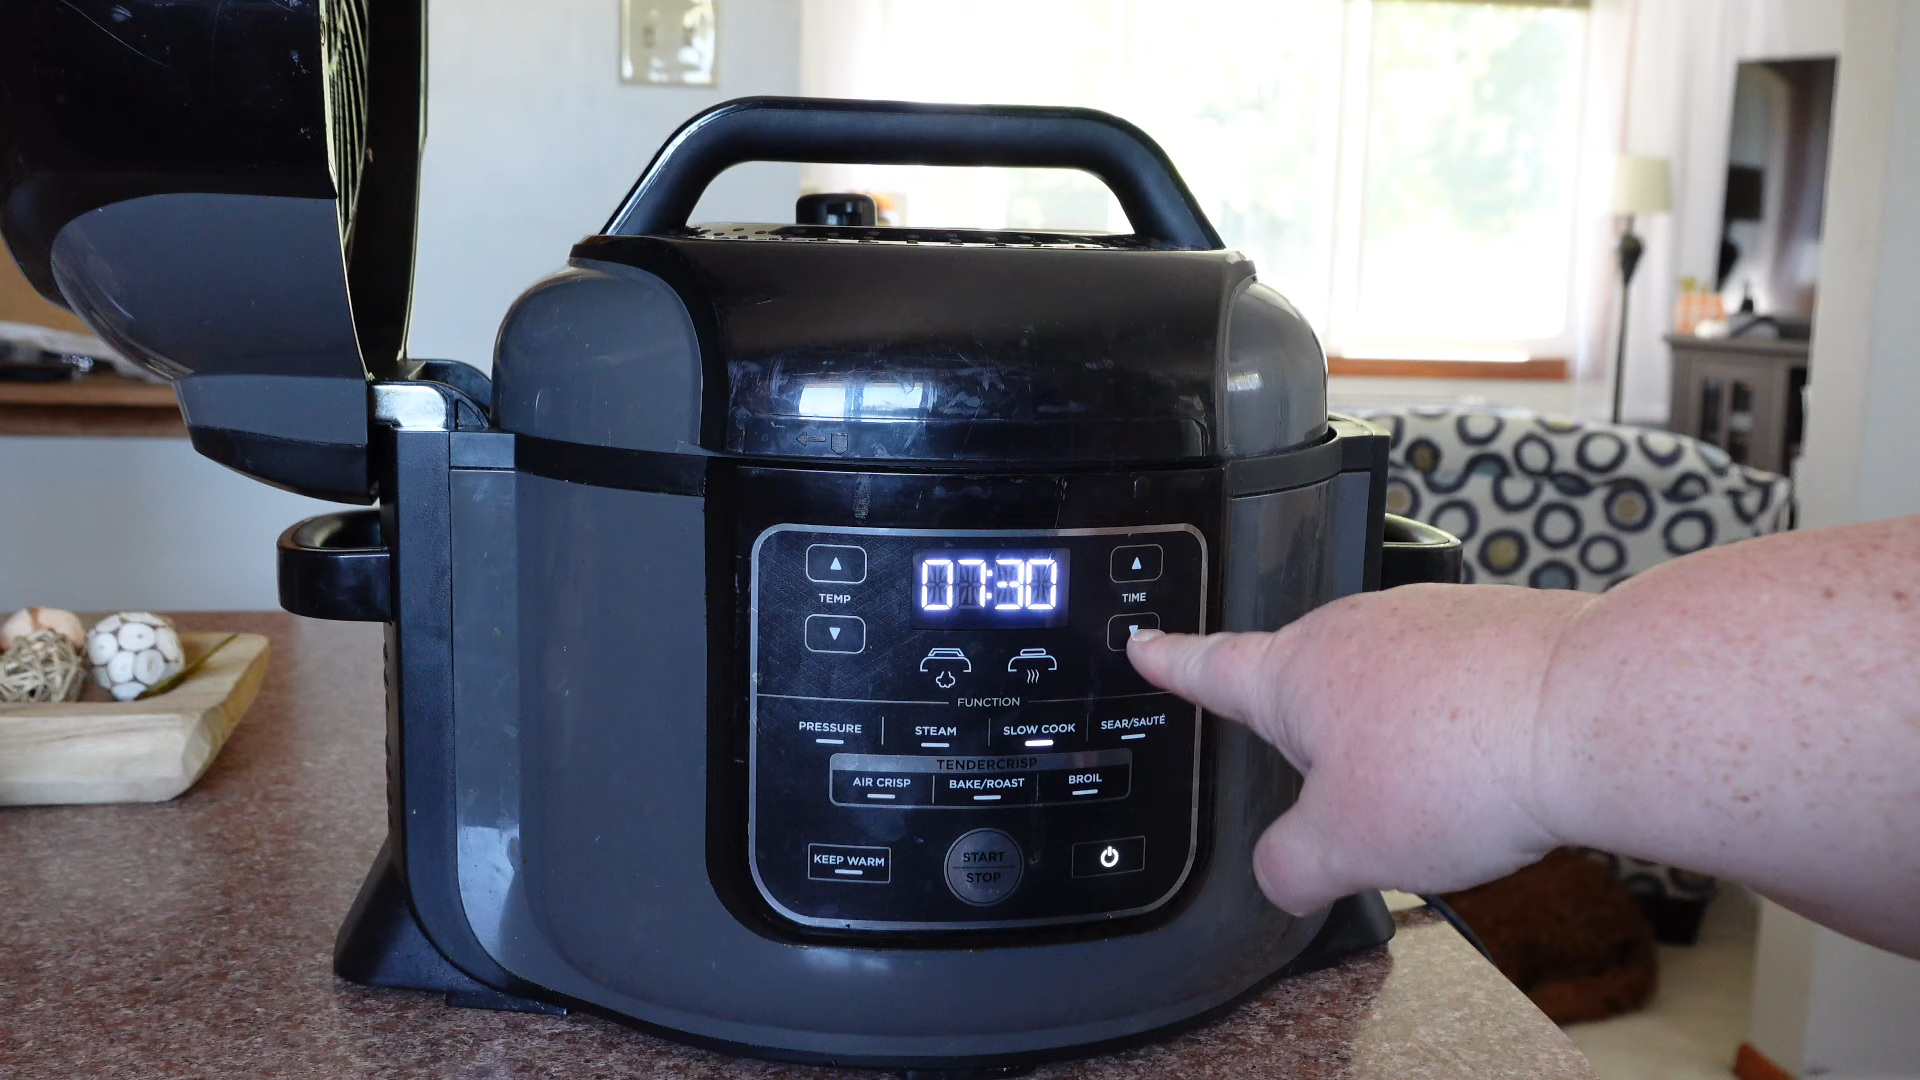 07:30
TEMP
TIME
FUNCTION
PRESSURE
STEAM
SLOW COOK
SEAR/SAUTÉ
TENDERCRISP
AIR CRISP
BAKE/ROAST
BROIL
KEEP WARM
START
STOP